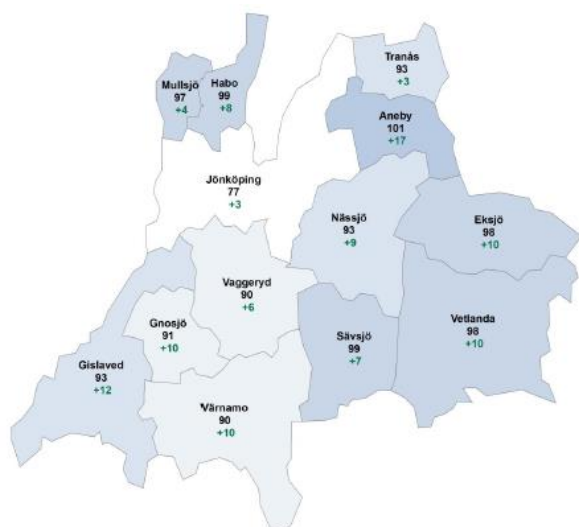 Tranås
93
+3
Mullsjö
97
+4
Habo
99
+8
Aneby
101
+17
Jönköping
77
+3
Nässjö
93
+9
Eksjö
98
+10
Vaggeryd
90
+6
Gnosjö
91
+10
Vetlanda
98
+10
Sävsjö
99
+7
Gislaved
93
+12
Värnamo
90
+10